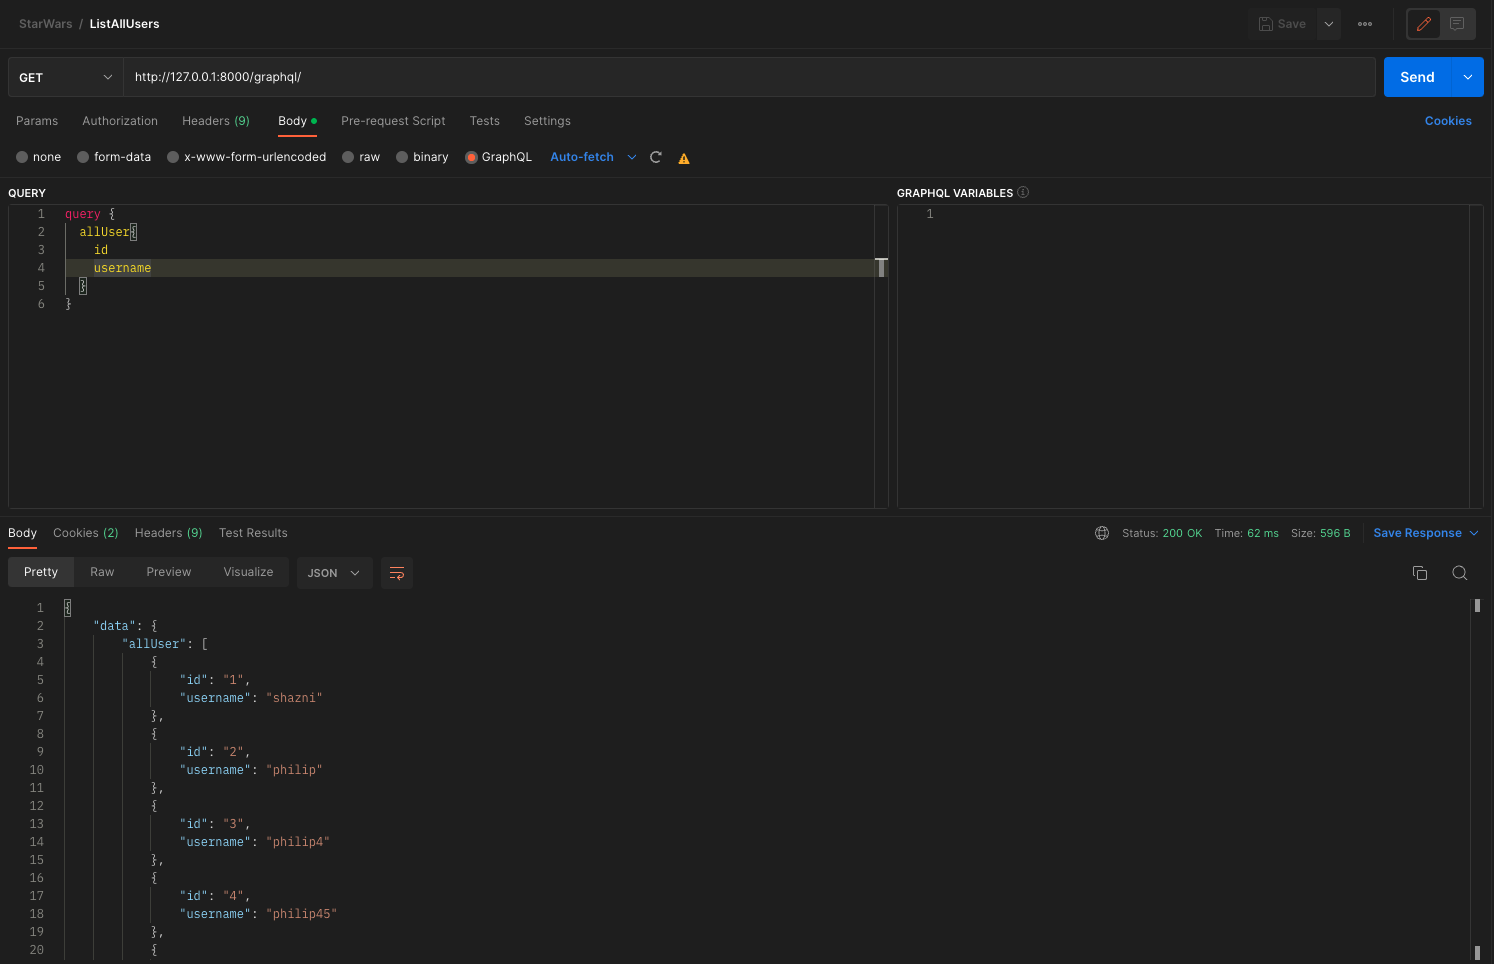 StarWars / ListAllUsers
Save
GET
http://127.0.0.1:8000/graphql/
Send
Params Authorization Headers (9) Body Pre-request Script Tests Settings
Cookies
none form-data x-www-form-urlencoded raw binary GraphQL Auto-fetch
QUERY
1 query {
2 allUser{
3 id
4 username
5 }
6 }
GRAPHQL VARIABLES
1
Body Cookies (2) Headers (9) Test Results
Status: 200 OK Time: 62 ms Size: 596 B Save Response
Pretty Raw Preview Visualize JSON
1 {
2 "data": {
3 "allUser": [
4 {
5 "id": "1",
6 "username": "shazni"
7 },
8 {
9 "id": "2",
10 "username": "philip"
11 },
12 {
13 "id": "3",
14 "username": "philip4"
15 },
16 {
17 "id": "4",
18 "username": "philip45"
19 },
20 {